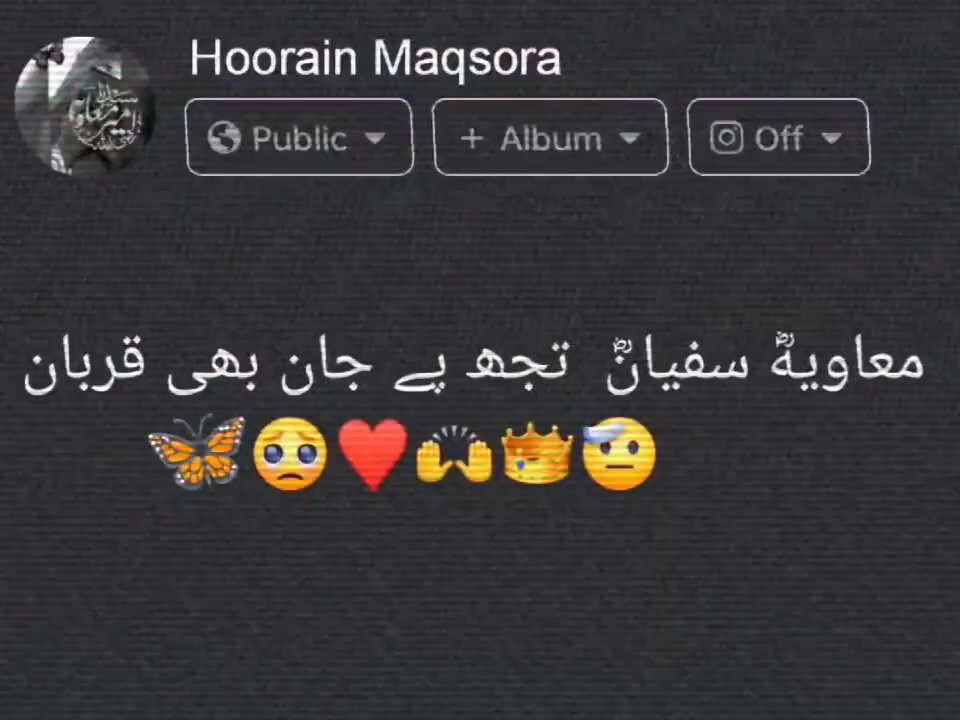 Hoorain Maqsora
Public + Album Off
معاویہؓ سفیانؓ تجھ پے جان بھی قربان
🦋🥺♥️🙌👑🫡